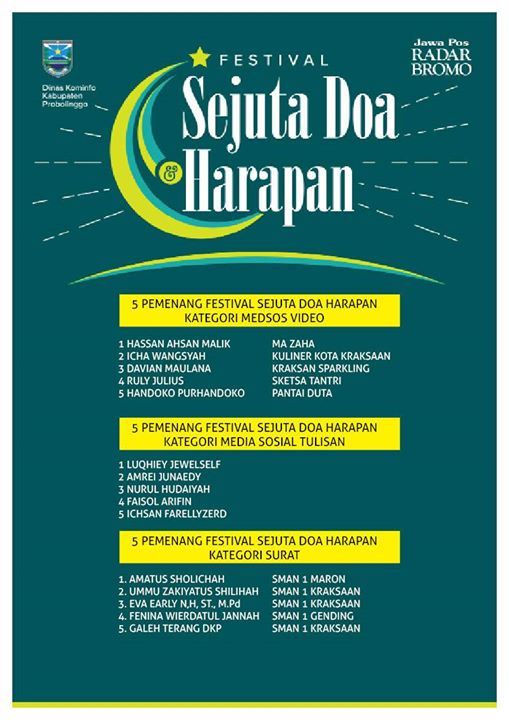 Dinas Kominfo
Kabupaten
Probolinggo
Jawa Pos
RADAR
BROMO
FESTIVAL
Sejuta Doa
& Harapan
5 PEMENANG FESTIVAL SEJUTA DOA HARAPAN
KATEGORI MEDSOS VIDEO
1 HASSAN AHSAN MALIK MA ZAHA
2 ICHA WANGSYAH KULINER KOTA KRAKSAAN
3 DAVIAN MAULANA KRAKSAN SPARKLING
4 RULY JULIUS SKETSA TANTRI
5 HANDOKO PURHANDOKO PANTAI DUTA
5 PEMENANG FESTIVAL SEJUTA DOA HARAPAN
KATEGORI MEDIA SOSIAL TULISAN
1 LUQHIEY JEWELSELF
2 AMREI JUNAEDY
3 NURUL HUDAIYAH
4 FAISOL ARIFIN
5 ICHSAN FARELLYZERD
5 PEMENANG FESTIVAL SEJUTA DOA HARAPAN
KATEGORI SURAT
1. AMATUS SHOLICHAH SMAN 1 MARON
2. UMMU ZAKIYATUS SHILIHAH SMAN 1 KRAKSAAN
3. EVA EARLY N,H, ST., M.Pd SMAN 1 KRAKSAAN
4. FENINA WIERDATUL JANNAH SMAN 1 GENDING
5. GALEH TERANG DKP SMAN 1 KRAKSAAN